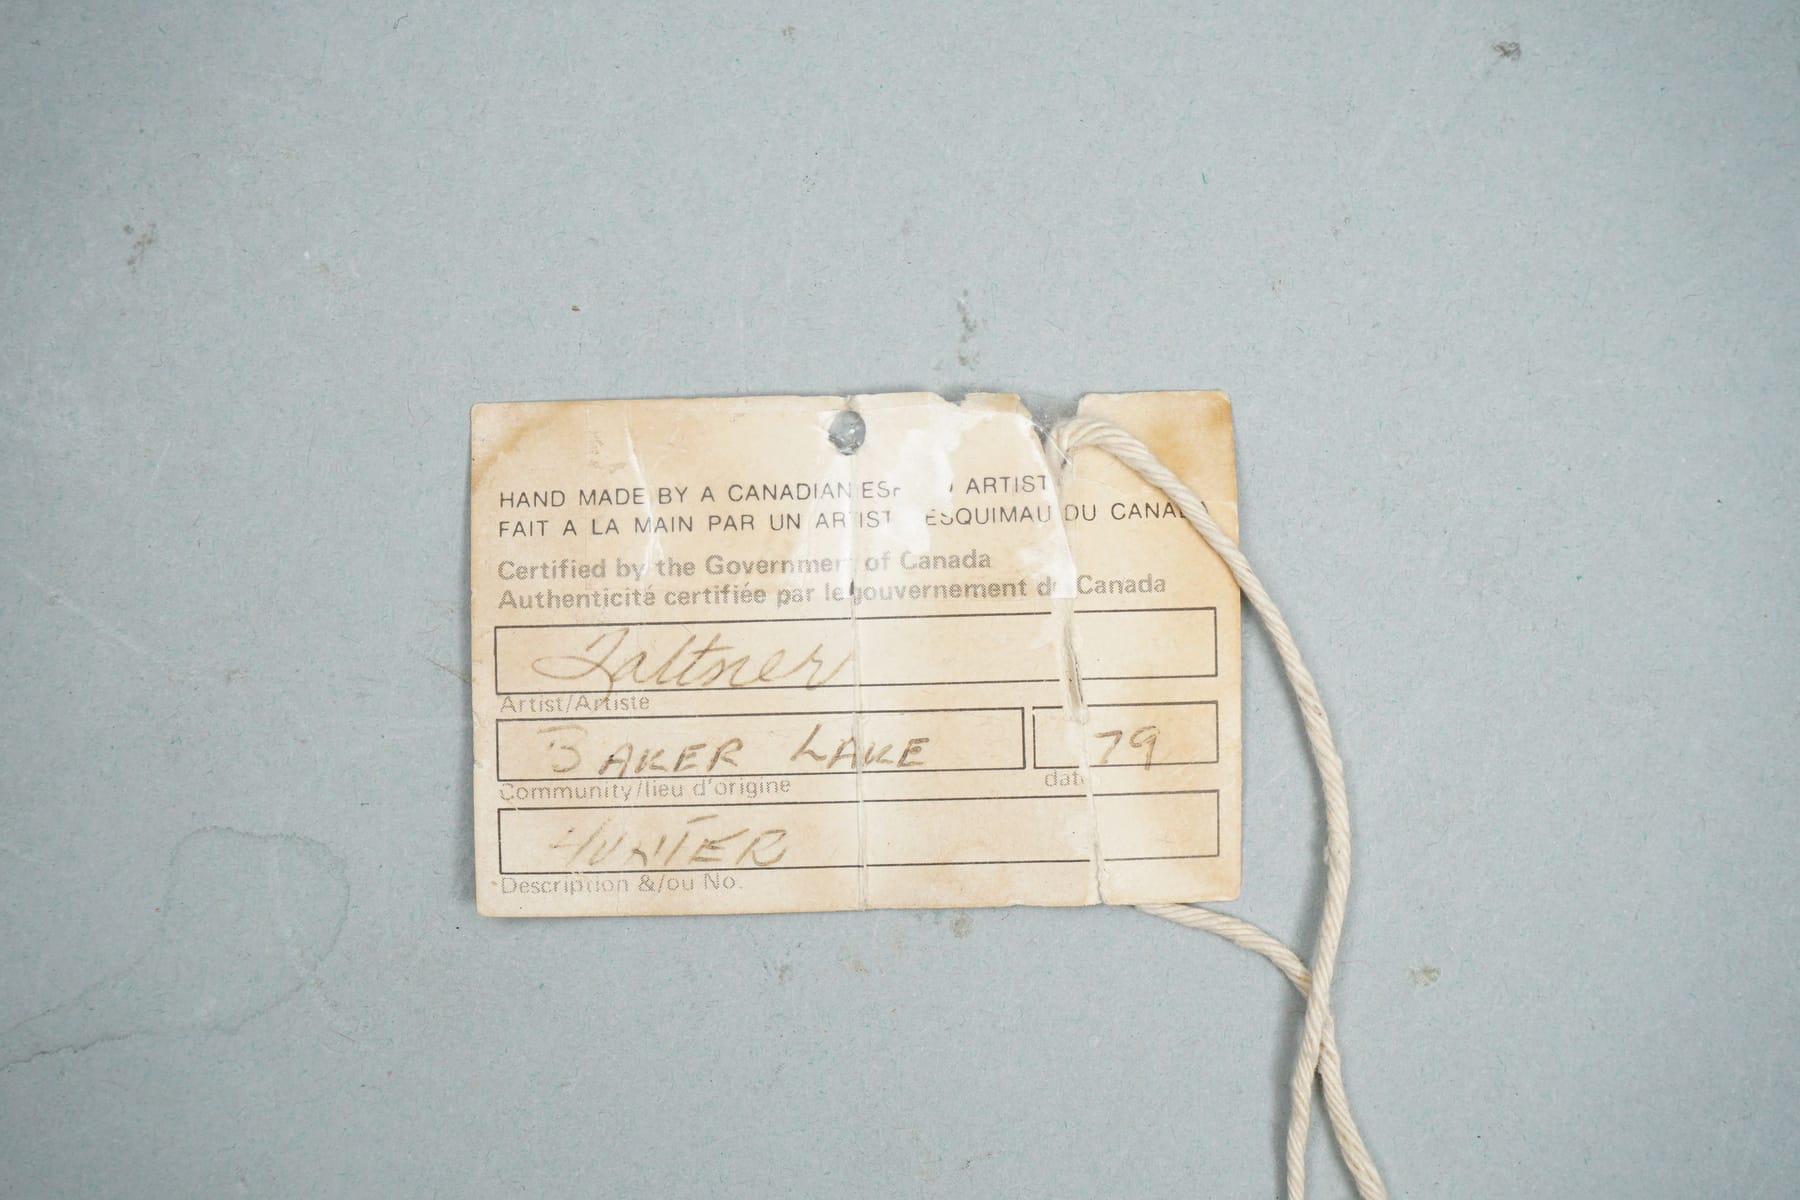 HAND MADE BY A CANADIAN ARTIST
FAIT A LA MAIN PAR UN ARTIST ESQUIMAU DU CANADA
Certified by the Government of Canada
Authenticité certifiée par le gouvernement du Canada
Artist/Artiste
BAKER LAKE 79
Community/lieu d'origine date
HUNTER
Description &/ou No.